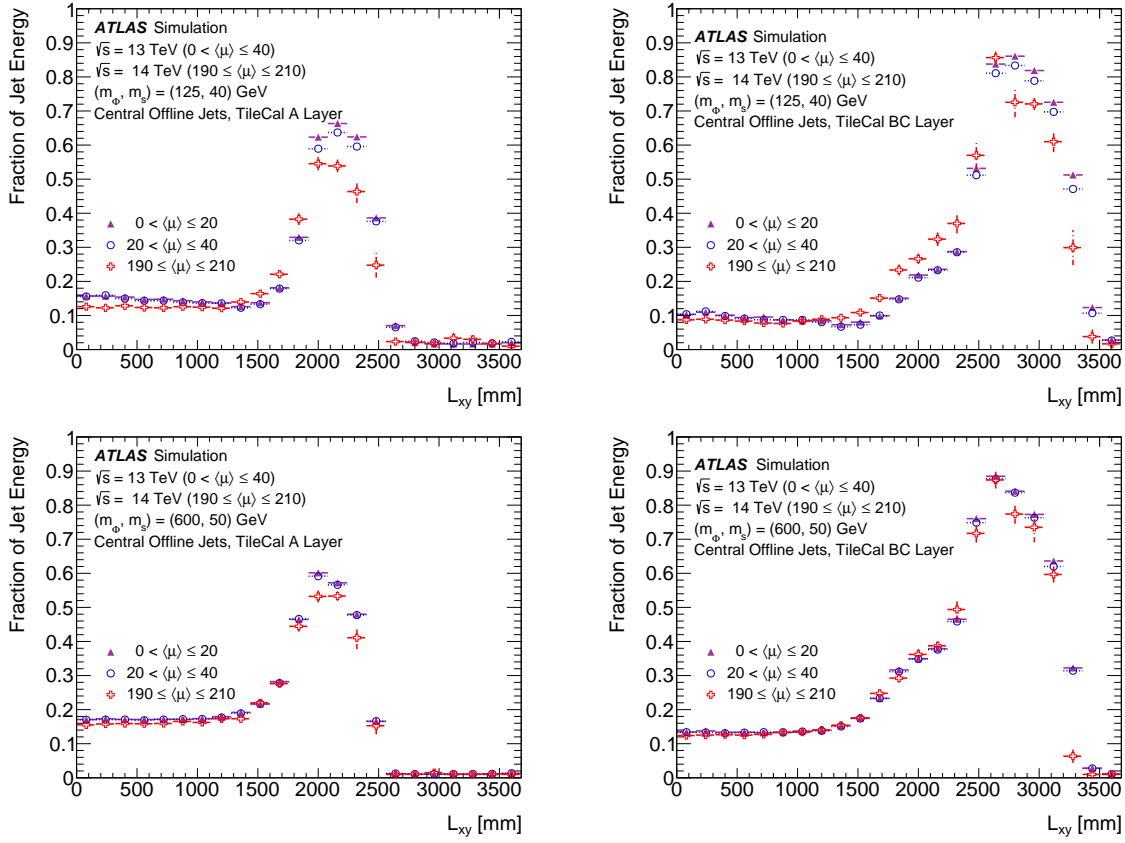 ATLAS Simulation
√s = 13 TeV (0 < ⟨μ⟩ ≤ 40)
√s = 14 TeV (190 ≤ ⟨μ⟩ ≤ 210)
(m_Φ, m_s) = (125, 40) GeV
Central Offline Jets, TileCal A Layer
0 < ⟨μ⟩ ≤ 20
20 < ⟨μ⟩ ≤ 40
190 ≤ ⟨μ⟩ ≤ 210
Fraction of Jet Energy
1
0.9
0.8
0.7
0.6
0.5
0.4
0.3
0.2
0.1
0
0 500 1000 1500 2000 2500 3000 3500
L_xy [mm]
ATLAS Simulation
√s = 13 TeV (0 < ⟨μ⟩ ≤ 40)
√s = 14 TeV (190 ≤ ⟨μ⟩ ≤ 210)
(m_Φ, m_s) = (125, 40) GeV
Central Offline Jets, TileCal BC Layer
0 < ⟨μ⟩ ≤ 20
20 < ⟨μ⟩ ≤ 40
190 ≤ ⟨μ⟩ ≤ 210
Fraction of Jet Energy
1
0.9
0.8
0.7
0.6
0.5
0.4
0.3
0.2
0.1
0
0 500 1000 1500 2000 2500 3000 3500
L_xy [mm]
ATLAS Simulation
√s = 13 TeV (0 < ⟨μ⟩ ≤ 40)
√s = 14 TeV (190 ≤ ⟨μ⟩ ≤ 210)
(m_Φ, m_s) = (600, 50) GeV
Central Offline Jets, TileCal A Layer
0 < ⟨μ⟩ ≤ 20
20 < ⟨μ⟩ ≤ 40
190 ≤ ⟨μ⟩ ≤ 210
Fraction of Jet Energy
1
0.9
0.8
0.7
0.6
0.5
0.4
0.3
0.2
0.1
0
0 500 1000 1500 2000 2500 3000 3500
L_xy [mm]
ATLAS Simulation
√s = 13 TeV (0 < ⟨μ⟩ ≤ 40)
√s = 14 TeV (190 ≤ ⟨μ⟩ ≤ 210)
(m_Φ, m_s) = (600, 50) GeV
Central Offline Jets, TileCal BC Layer
0 < ⟨μ⟩ ≤ 20
20 < ⟨μ⟩ ≤ 40
190 ≤ ⟨μ⟩ ≤ 210
Fraction of Jet Energy
1
0.9
0.8
0.7
0.6
0.5
0.4
0.3
0.2
0.1
0
0 500 1000 1500 2000 2500 3000 3500
L_xy [mm]